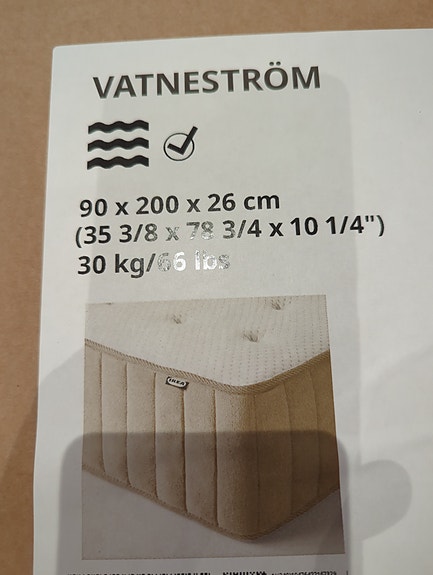 VATNESTRÖM
90 x 200 x 26 cm
(35 3/8 x 78 3/4 x 10 1/4")
30 kg/66 lbs
IKEA